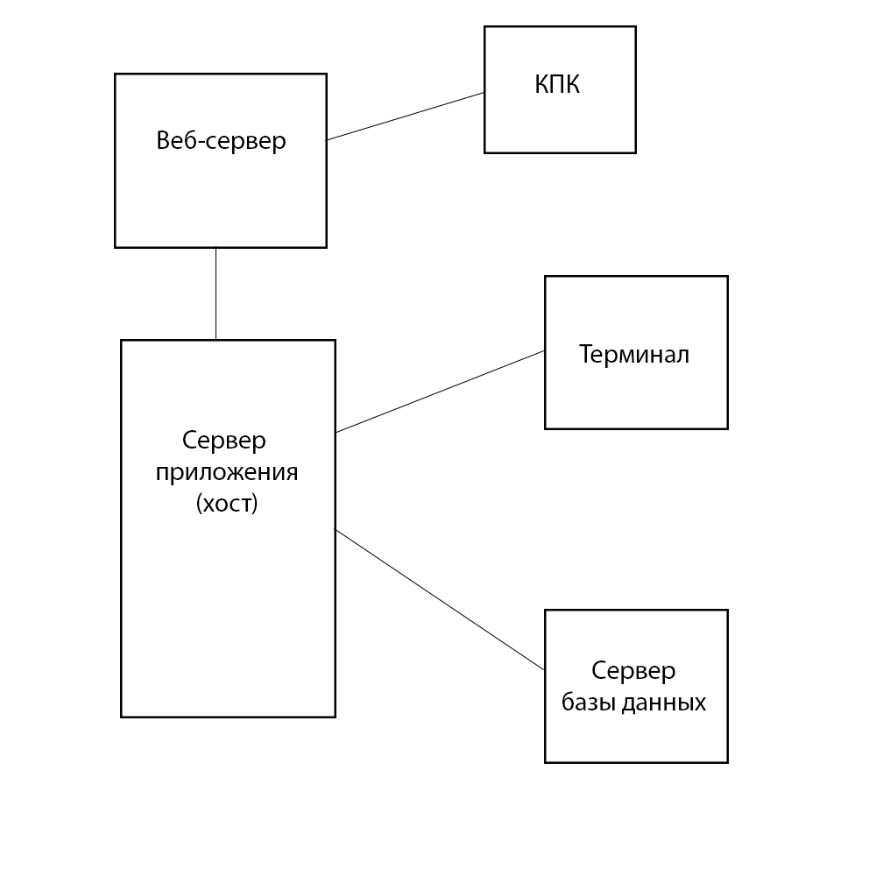 КПК
Веб-сервер
Терминал
Сервер
приложения
(хост)
Сервер
базы данных